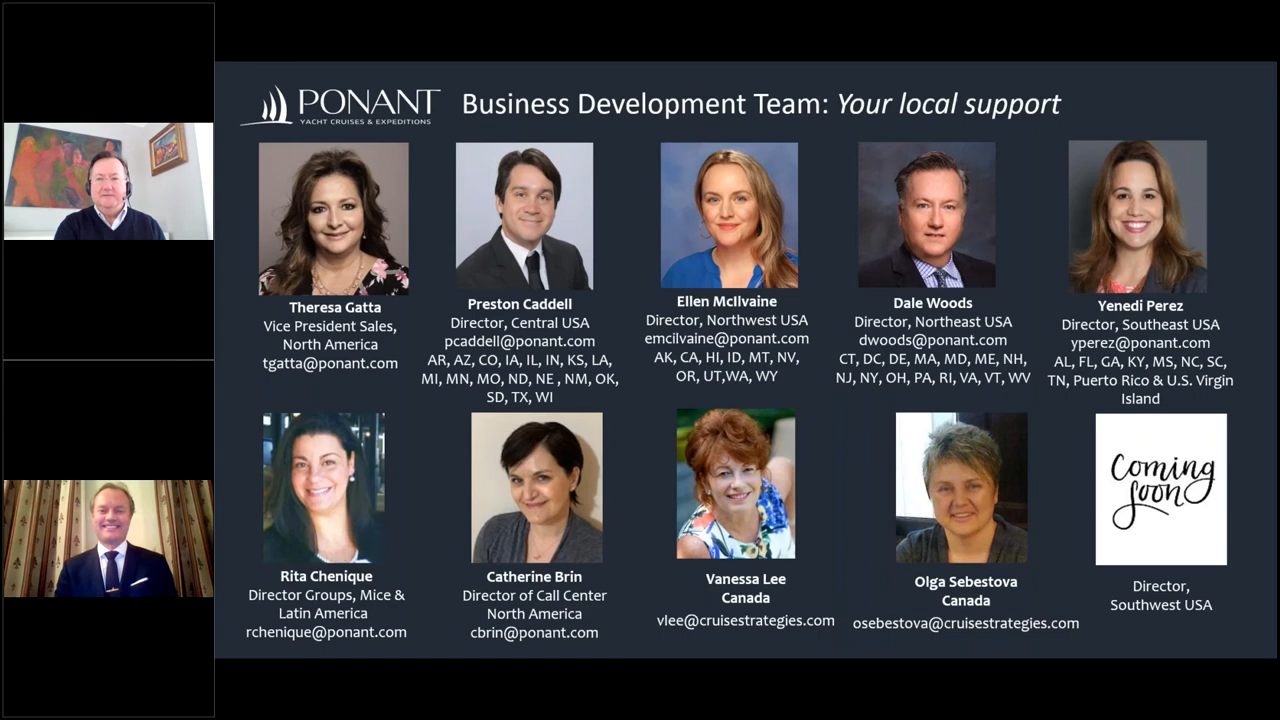 PONANT
YACHT CRUISES & EXPEDITIONS
Business Development Team: Your local support
Theresa Gatta
Vice President Sales,
North America
tgatta@ponant.com
Preston Caddell
Director, Central USA
pcaddell@ponant.com
AR, AZ, CO, IA, IL, IN, KS, LA,
MI, MN, MO, ND, NE , NM, OK,
SD, TX, WI
Ellen McIlvaine
Director, Northwest USA
emcilvaine@ponant.com
AK, CA, HI, ID, MT, NV,
OR, UT,WA, WY
Dale Woods
Director, Northeast USA
dwoods@ponant.com
CT, DC, DE, MA, MD, ME, NH,
NJ, NY, OH, PA, RI, VA, VT, WV
Yenedi Perez
Director, Southeast USA
yperez@ponant.com
AL, FL, GA, KY, MS, NC, SC,
TN, Puerto Rico & U.S. Virgin
Island
Rita Chenique
Director Groups, Mice &
Latin America
rchenique@ponant.com
Catherine Brin
Director of Call Center
North America
cbrin@ponant.com
Vanessa Lee
Canada
vlee@cruisestrategies.com
Olga Sebestova
Canada
osebestova@cruisestrategies.com
Coming
soon
Director,
Southwest USA